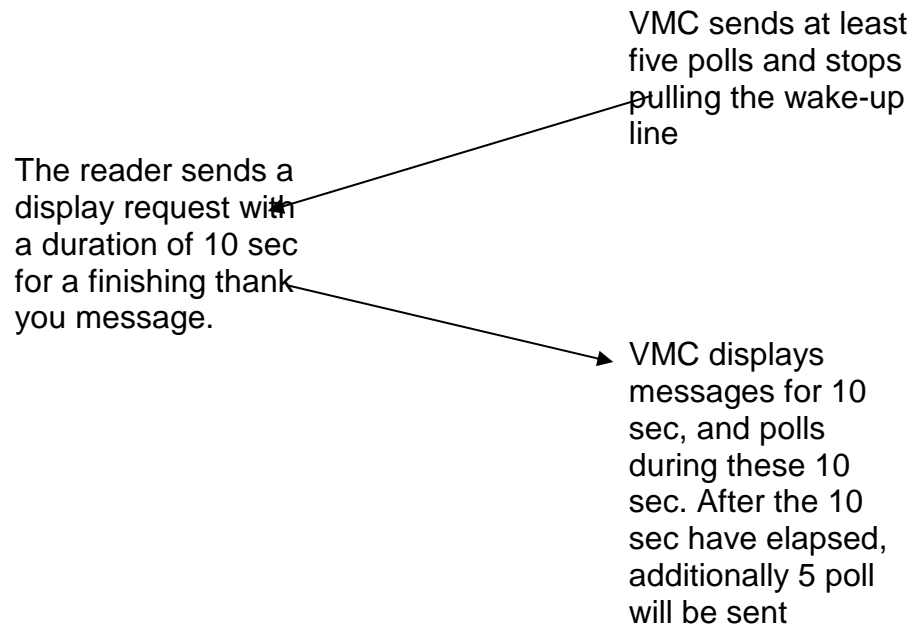 VMC sends at least
five polls and stops
pulling the wake-up
line
The reader sends a
display request with
a duration of 10 sec
for a finishing thank
you message.
VMC displays
messages for 10
sec, and polls
during these 10
sec. After the 10
sec have elapsed,
additionally 5 poll
will be sent